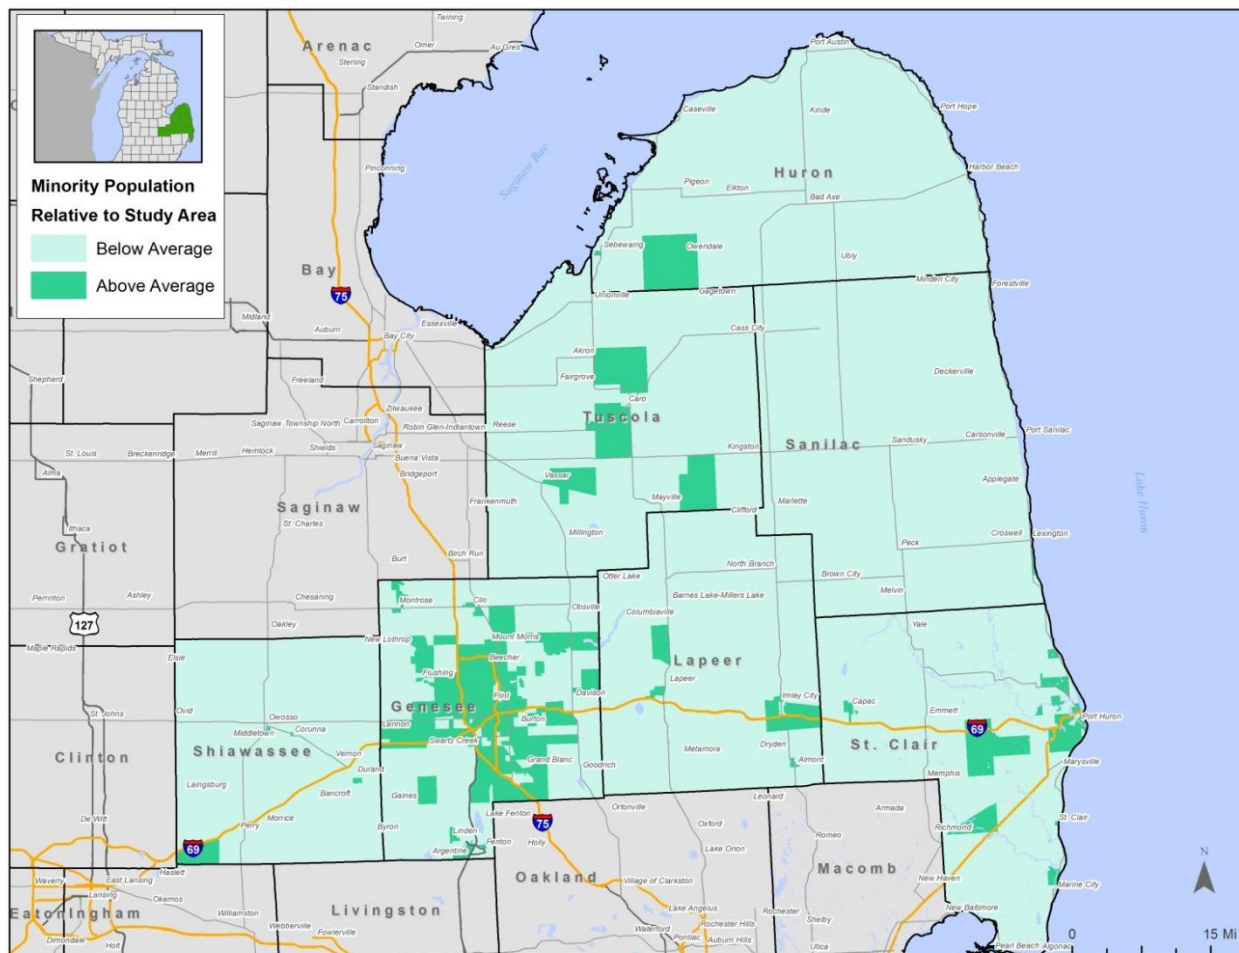 Minority Population
Relative to Study Area
Below Average
Above Average
Twining
Arenac
Omer
Au Gres
Sterling
Standish
Pinconning
Saginaw Bay
Port Austin
Caseville
Kinde
Port Hope
Huron
Harbor Beach
Pigeon
Elkton
Bad Axe
Sebewaing
Owendale
Ubly
Bay
75
Unionville
Gagetown
Minden City
Forestville
Midland
Auburn
Essexville
Bay City
Cass City
Akron
Fairgrove
Deckerville
Shepherd
Freeland
Caro
Zilwaukee
Carrollton
Tuscola
Saginaw Township North
Robin Glen-Indiantown
Reese
Port Sanilac
Sanilac
Sandusky
Carsonville
St. Louis
Breckenridge
Merrill
Hemlock
Shields
Saginaw
Buena Vista
Kingston
Alma
Bridgeport
Vassar
Applegate
Mayville
Marlette
Frankenmuth
Saginaw
Clifford
Lake Huron
Ithaca
St. Charles
Millington
Croswell
Lexington
Gratiot
Peck
Burt
Birch Run
North Branch
Otter Lake
Brown City
Perrinton
Ashley
Chesaning
Montrose
Clio
Otisville
Barnes Lake-Millers Lake
Melvin
Columbiaville
127
Oakley
New Lothrop
Mount Morris
Yale
Maple Rapids
Elsie
Beecher
Lapeer
Flushing
Lapeer
Flint
Davison
Imlay City
Genesee
Capac
Emmett
Ovid
St. Johns
Owosso
Lennon
Burton
Port Huron
Middletown
Corunna
69
Swartz Creek
St. Clair
Shiawassee
Vernon
Metamora
Dryden
Clinton
Grand Blanc
Goodrich
Almont
Marysville
Durand
Memphis
Laingsburg
Bancroft
Gaines
Leonard
Ortonville
Armada
De Witt
Morrice
Perry
Byron
Lake Fenton
75
Oxford
Richmond
St. Clair
Linden
Fenton
Holly
Romeo
69
Argentine
Lake Orion
Haslett
Macomb
Waverly
East Lansing
Oakland
Village of Clarkston
New Haven
Marine City
N
Lansing
Okemos
Eaton
Ingham
Williamston
Livingston
Lake Angelus
Rochester
Shelby
New Baltimore
Webberville
Fowlerville
Rochester Hills
Waterford
Dimondale
Holt
Pontiac
Auburn Hills
Utica
Pearl Beach
Algonac
0
15 Mi